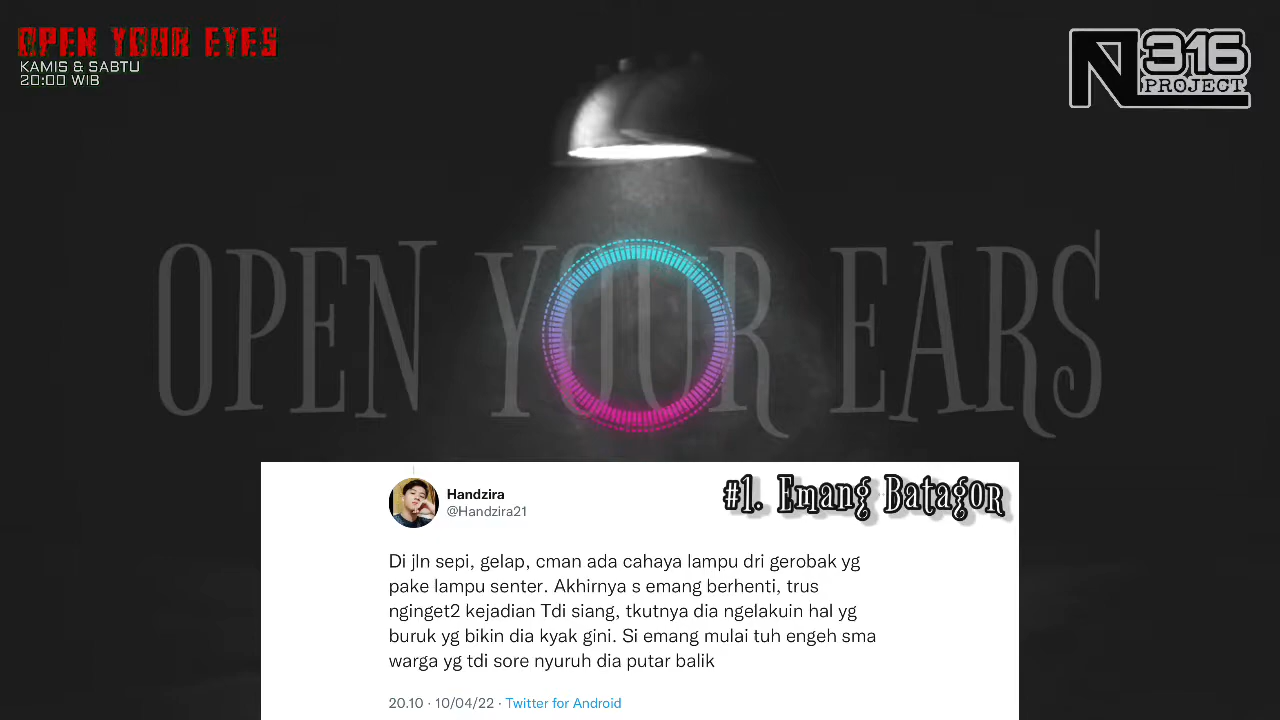 OPEN YOUR EYES
KAMIS & SABTU
20:00 WIB
N 316
PROJECT
OPEN YOUR EARS
#1. Emang Batagor
Handzira
@Handzira21
Di jln sepi, gelap, cman ada cahaya lampu dri gerobak yg
pake lampu senter. Akhirnya s emang berhenti, trus
nginget2 kejadian Tdi siang, tkutnya dia ngelakuin hal yg
buruk yg bikin dia kyak gini. Si emang mulai tuh engeh sma
warga yg tdi sore nyuruh dia putar balik
20.10 · 10/04/22 · Twitter for Android